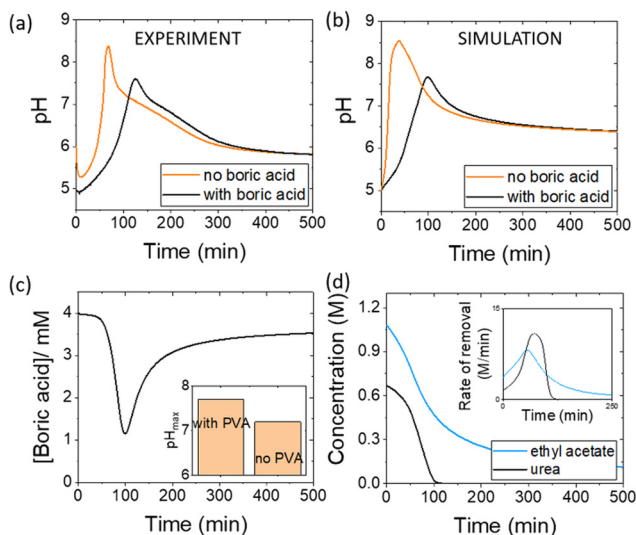 (a)
EXPERIMENT
9
8
7
6
5
pH
no boric acid
with boric acid
0 100 200 300 400 500
Time (min)
(b)
SIMULATION
9
8
7
6
5
4
pH
no boric acid
with boric acid
0 100 200 300 400 500
Time (min)
(c)
5
4
3
2
1
0
[Boric acid]/ mM
8
7
6
pHmax
with PVA
no PVA
0 100 200 300 400 500
Time (min)
(d)
1.2
0.9
0.6
0.3
0.0
Concentration (M)
Rate of removal
(M/min)
0 250
Time (min)
ethyl acetate
urea
0 100 200 300 400 500
Time (min)